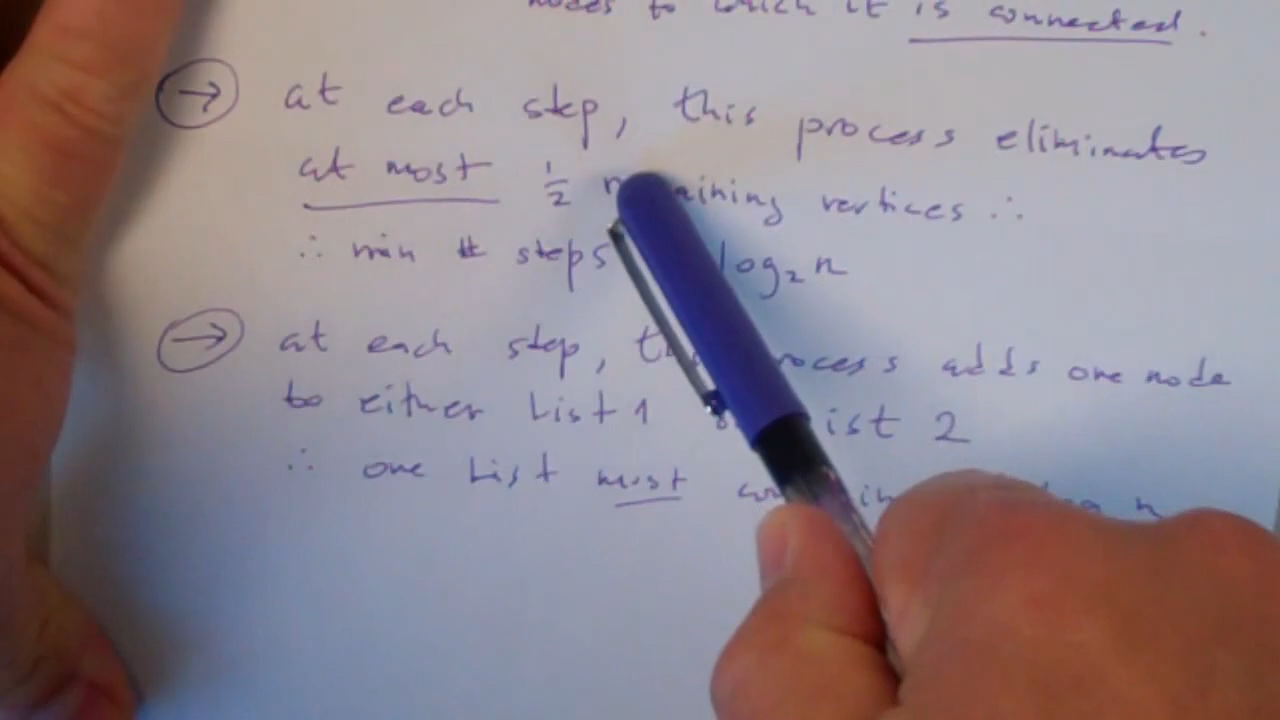 nodes to which it is connected.
→ at each step, this process eliminates
at most 1/2 remaining vertices ∴
∴ min # steps log₂n
→ at each step, this process adds one node
to either List 1 List 2
∴ one List must n